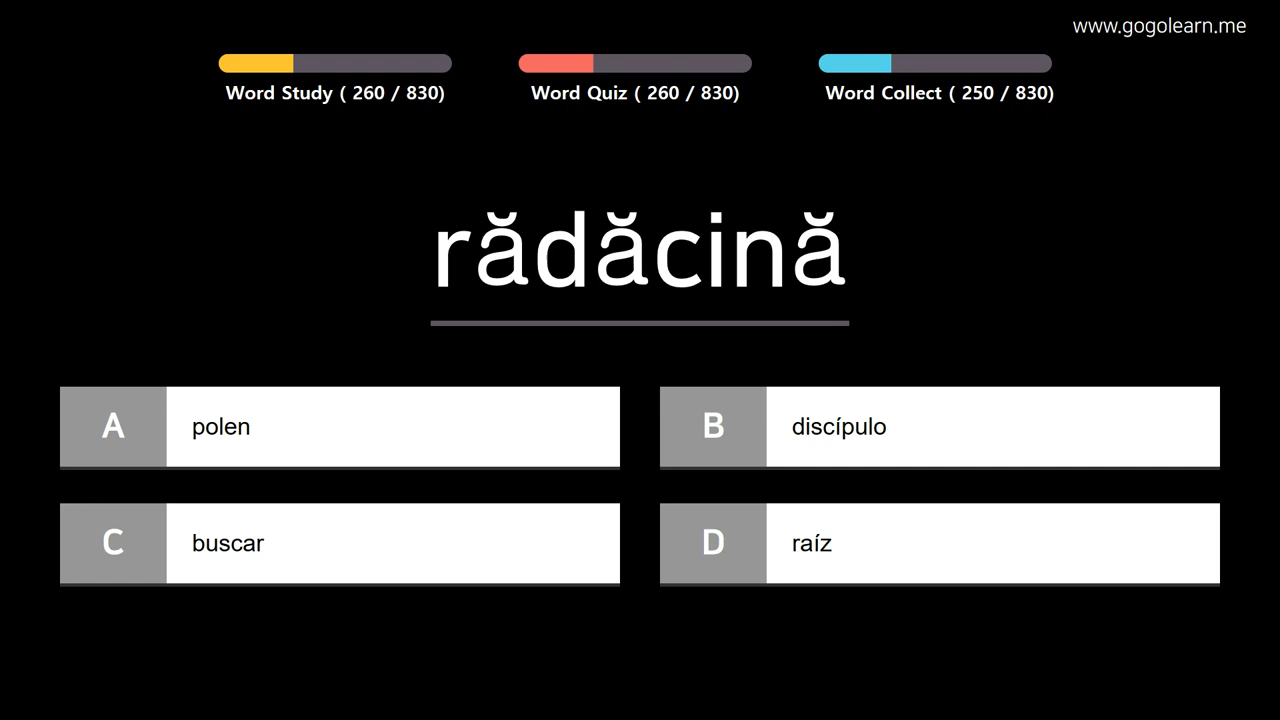 www.gogolearn.me
Word Study ( 260 / 830)
Word Quiz ( 260 / 830)
Word Collect ( 250 / 830)
rădăcină
A polen
B discípulo
C buscar
D raíz